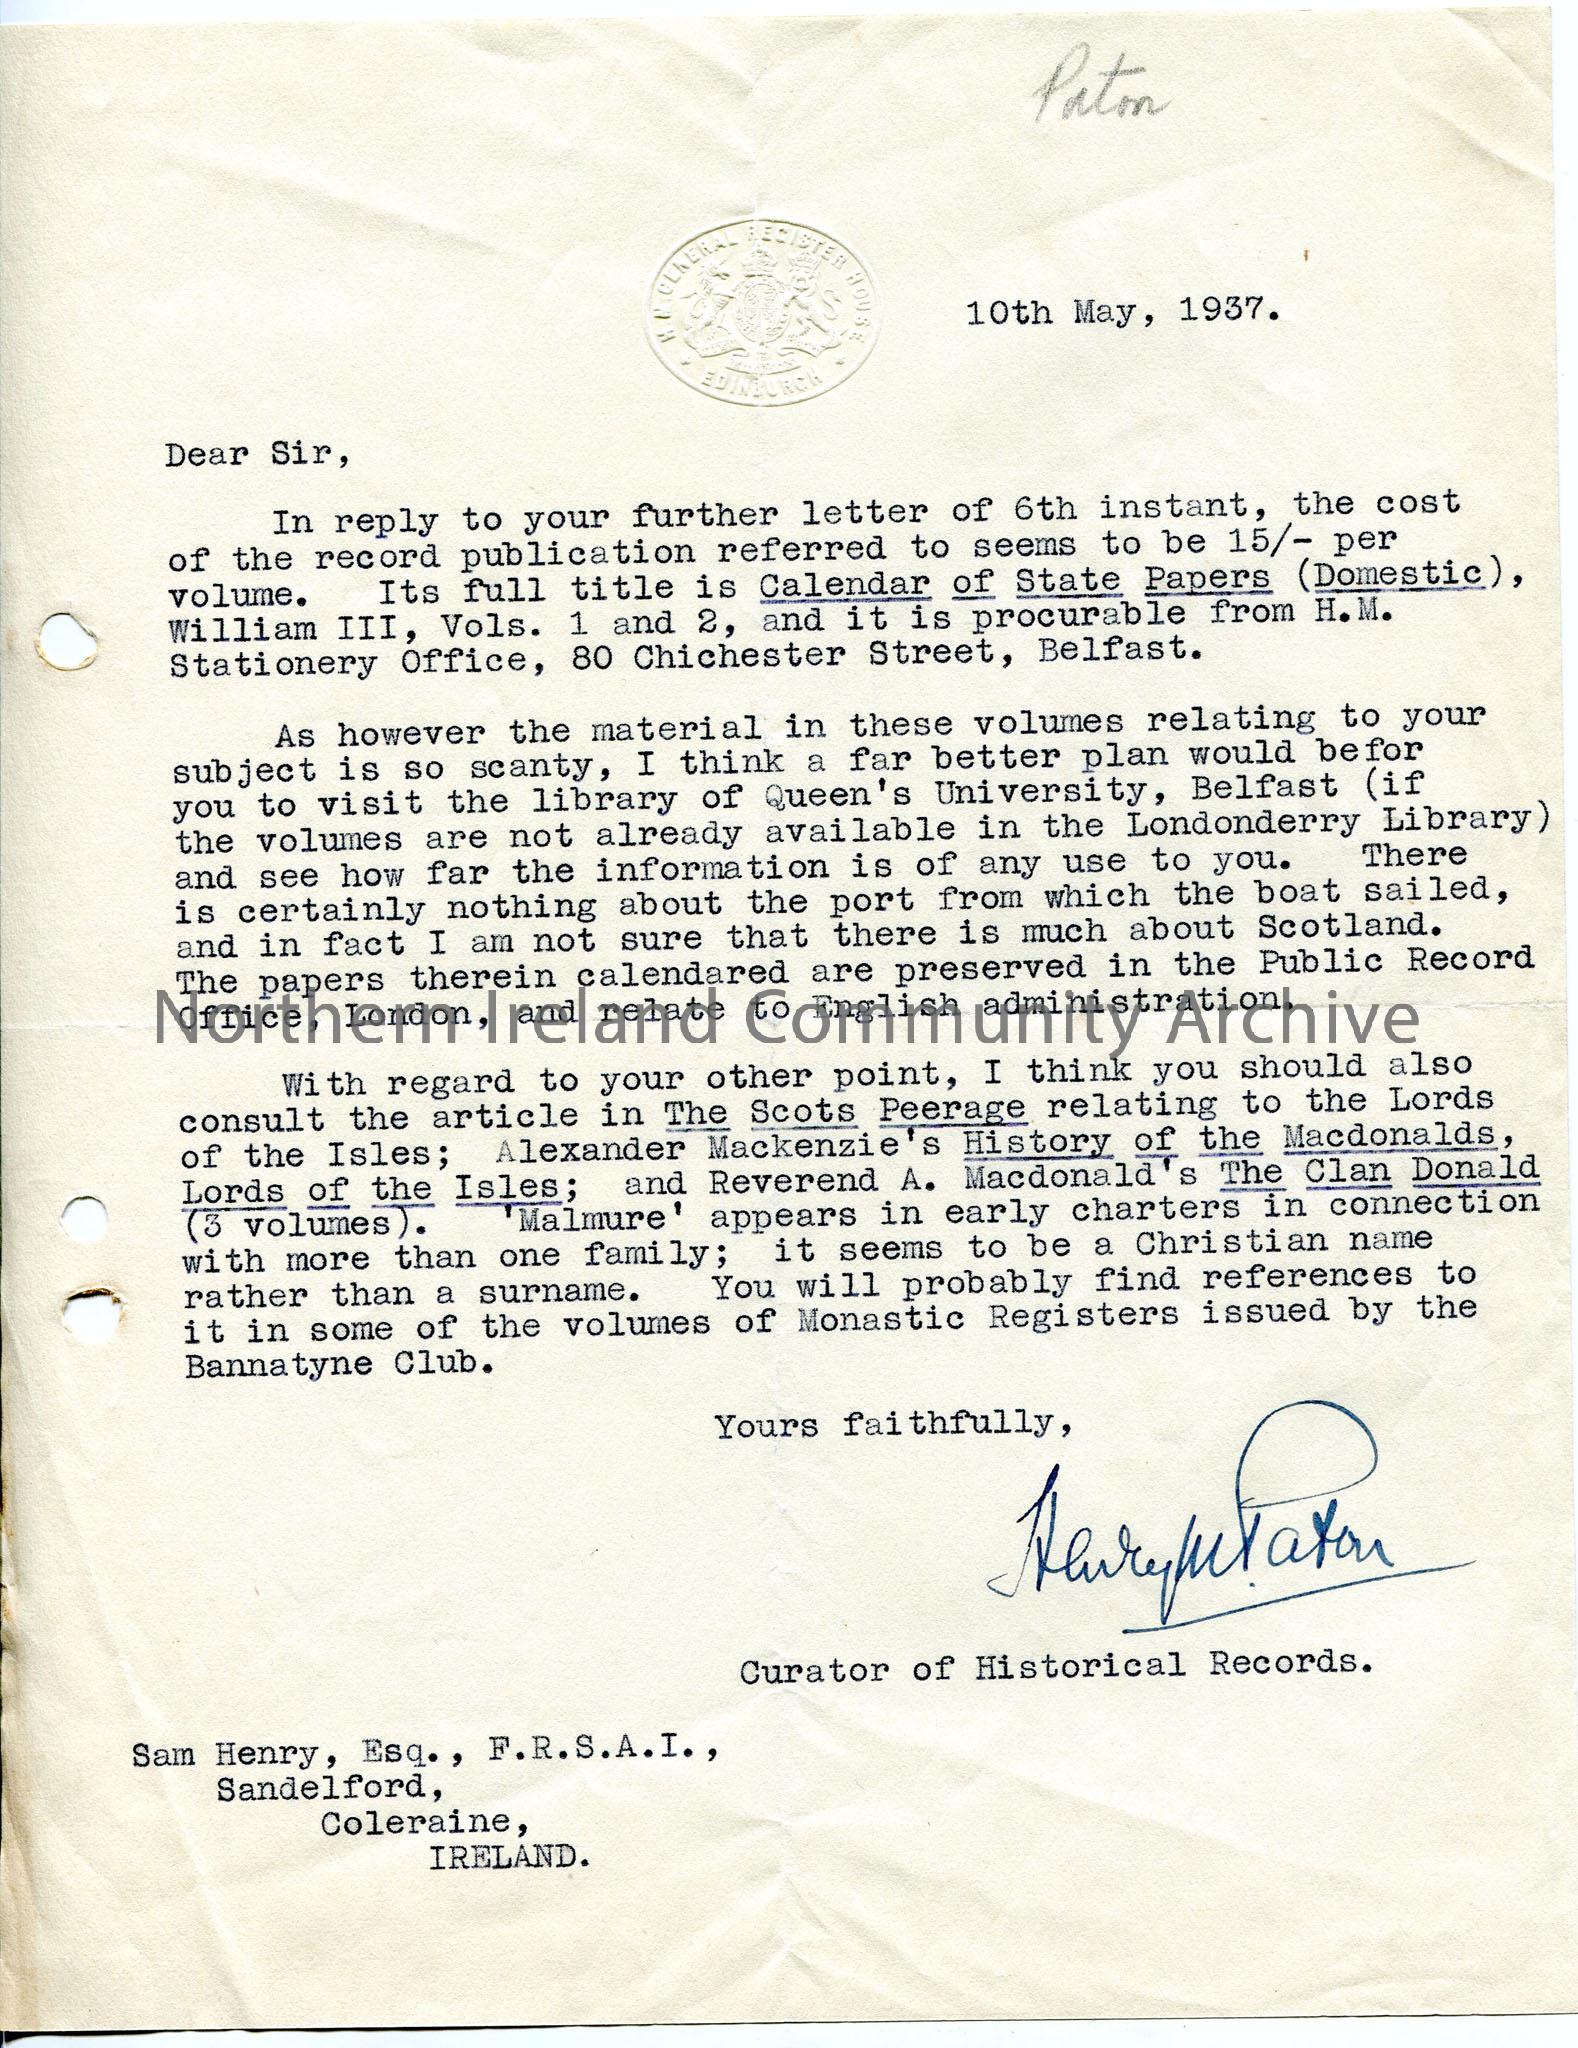 Paton
H.M. GENERAL REGISTER HOUSE
EDINBURGH
10th May, 1937.
Dear Sir,
In reply to your further letter of 6th instant, the cost
of the record publication referred to seems to be 15/- per
volume. Its full title is Calendar of State Papers (Domestic),
William III, Vols. 1 and 2, and it is procurable from H.M.
Stationery Office, 80 Chichester Street, Belfast.
As however the material in these volumes relating to your
subject is so scanty, I think a far better plan would befor
you to visit the library of Queen's University, Belfast (if
the volumes are not already available in the Londonderry Library)
and see how far the information is of any use to you. There
is certainly nothing about the port from which the boat sailed,
and in fact I am not sure that there is much about Scotland.
The papers therein calendared are preserved in the Public Record
Office, London, and relate to English administration.
Northern Ireland Community Archive
With regard to your other point, I think you should also
consult the article in The Scots Peerage relating to the Lords
of the Isles; Alexander Mackenzie's History of the Macdonalds,
Lords of the Isles; and Reverend A. Macdonald's The Clan Donald
(3 volumes). 'Malmure' appears in early charters in connection
with more than one family; it seems to be a Christian name
rather than a surname. You will probably find references to
it in some of the volumes of Monastic Registers issued by the
Bannatyne Club.
Yours faithfully,
Henry M. Paton
Curator of Historical Records.
Sam Henry, Esq., F.R.S.A.I.,
Sandelford,
Coleraine,
IRELAND.